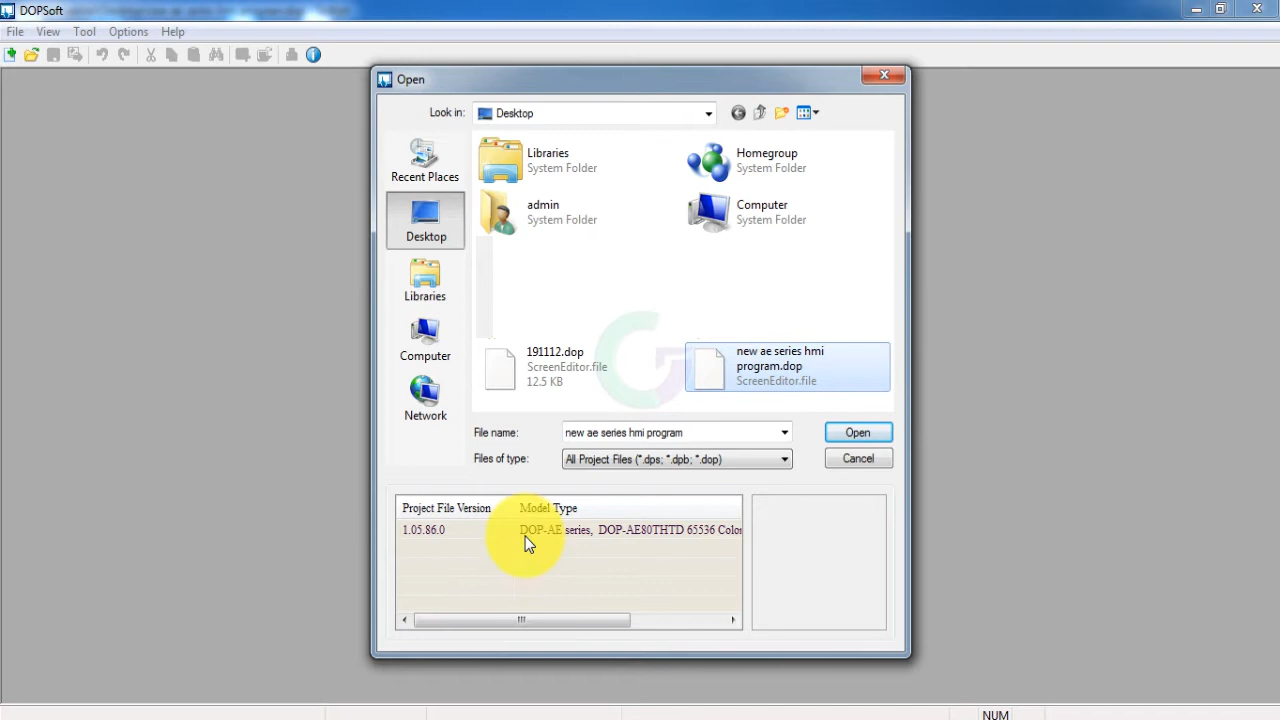 DOPSoft
File View Tool Options Help
Open
Look in: Desktop
Recent Places
Desktop
Libraries
Computer
Network
Libraries
System Folder
Homegroup
System Folder
admin
System Folder
Computer
System Folder
191112.dop
ScreenEditor.file
12.5 KB
new ae series hmi
program.dop
ScreenEditor.file
File name: new ae series hmi program Open
Files of type: All Project Files (*.dps; *.dpb; *.dop) Cancel
Project File Version Model Type
1.05.86.0 DOP-AE series, DOP-AE80THTD 65536 Color
NUM